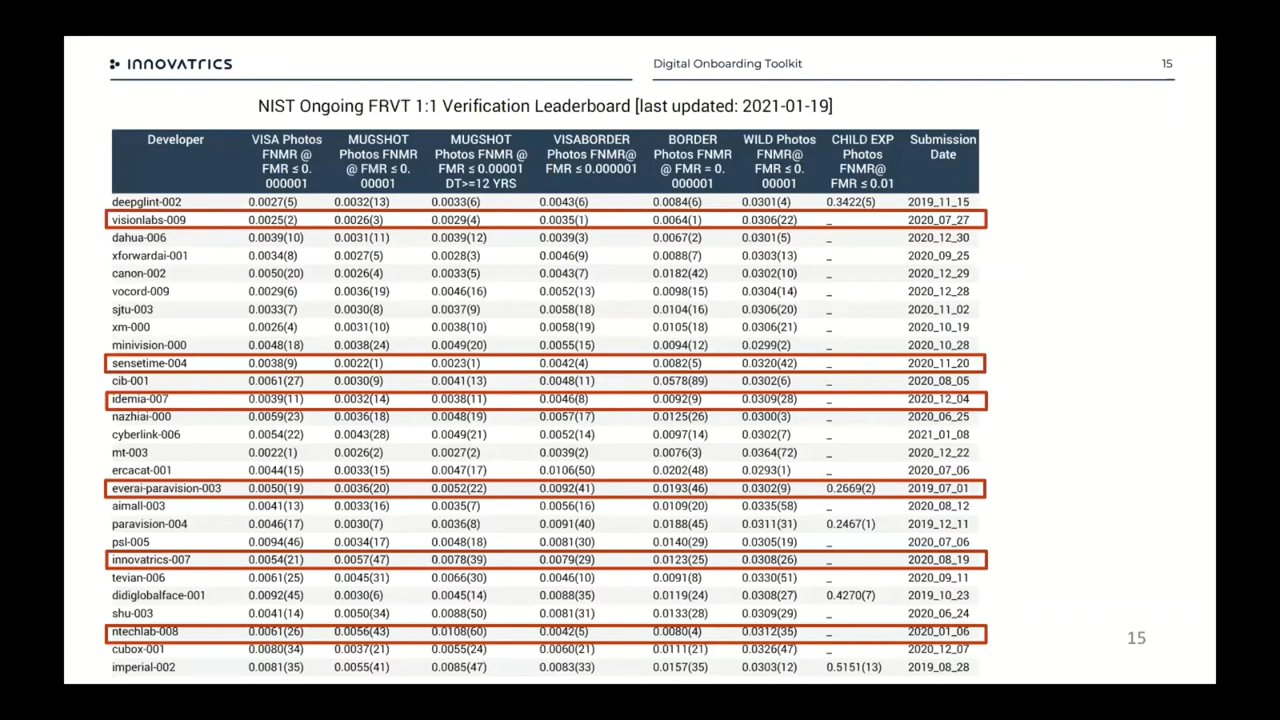 INNOVATRICS
Digital Onboarding Toolkit
15
NIST Ongoing FRVT 1:1 Verification Leaderboard [last updated: 2021-01-19]
Developer VISA Photos FNMR @ FMR ≤ 0.000001 MUGSHOT Photos FNMR @ FMR ≤ 0.00001 MUGSHOT Photos FNMR @ FMR ≤ 0.00001 DT>=12 YRS VISABORDER Photos FNMR@ FMR ≤ 0.000001 BORDER Photos FNMR @ FMR = 0.000001 WILD Photos FNMR@ FMR ≤ 0.00001 CHILD EXP Photos FNMR@ FMR ≤ 0.01 Submission Date
deepglint-002 0.0027(5) 0.0032(13) 0.0033(6) 0.0043(6) 0.0084(6) 0.0301(4) 0.3422(5) 2019_11_15
visionlabs-009 0.0025(2) 0.0026(3) 0.0029(4) 0.0035(1) 0.0064(1) 0.0306(22) _ 2020_07_27
dahua-006 0.0039(10) 0.0031(11) 0.0039(12) 0.0039(3) 0.0067(2) 0.0301(5) _ 2020_12_30
xforwardai-001 0.0034(8) 0.0027(5) 0.0028(3) 0.0046(9) 0.0088(7) 0.0303(13) _ 2020_09_25
canon-002 0.0050(20) 0.0026(4) 0.0033(5) 0.0043(7) 0.0182(42) 0.0302(10) _ 2020_12_29
vocord-009 0.0029(6) 0.0036(19) 0.0046(16) 0.0052(13) 0.0098(15) 0.0304(14) _ 2020_12_28
sjtu-003 0.0033(7) 0.0030(8) 0.0037(9) 0.0058(18) 0.0104(16) 0.0306(20) _ 2020_11_02
xm-000 0.0026(4) 0.0031(10) 0.0038(10) 0.0058(19) 0.0105(18) 0.0306(21) _ 2020_10_19
minivision-000 0.0048(18) 0.0038(24) 0.0049(20) 0.0055(15) 0.0094(12) 0.0299(2) _ 2020_10_28
sensetime-004 0.0038(9) 0.0022(1) 0.0023(1) 0.0042(4) 0.0082(5) 0.0320(42) _ 2020_11_20
cib-001 0.0061(27) 0.0030(9) 0.0041(13) 0.0048(11) 0.0578(89) 0.0302(6) _ 2020_08_05
idemia-007 0.0039(11) 0.0032(14) 0.0038(11) 0.0046(8) 0.0092(9) 0.0309(28) _ 2020_12_04
nazhiai-000 0.0059(23) 0.0036(18) 0.0048(19) 0.0057(17) 0.0125(26) 0.0300(3) _ 2020_06_25
cyberlink-006 0.0054(22) 0.0043(28) 0.0049(21) 0.0052(14) 0.0097(14) 0.0302(7) _ 2021_01_08
mt-003 0.0022(1) 0.0026(2) 0.0027(2) 0.0039(2) 0.0076(3) 0.0364(72) _ 2020_12_22
ercacat-001 0.0044(15) 0.0033(15) 0.0047(17) 0.0106(50) 0.0202(48) 0.0293(1) _ 2020_07_06
everai-paravision-003 0.0050(19) 0.0036(20) 0.0052(22) 0.0092(41) 0.0193(46) 0.0302(9) 0.2669(2) 2019_07_01
aimall-003 0.0041(13) 0.0033(16) 0.0035(7) 0.0056(16) 0.0109(20) 0.0335(58) _ 2020_08_12
paravision-004 0.0046(17) 0.0030(7) 0.0036(8) 0.0091(40) 0.0188(45) 0.0311(31) 0.2467(1) 2019_12_11
psl-005 0.0094(46) 0.0034(17) 0.0048(18) 0.0081(30) 0.0140(29) 0.0305(19) _ 2020_07_06
innovatrics-007 0.0054(21) 0.0057(47) 0.0078(39) 0.0079(29) 0.0123(25) 0.0308(26) _ 2020_08_19
tevian-006 0.0061(25) 0.0045(31) 0.0066(30) 0.0046(10) 0.0091(8) 0.0330(51) _ 2020_09_11
didiglobalface-001 0.0092(45) 0.0030(6) 0.0045(14) 0.0088(35) 0.0119(24) 0.0308(27) 0.4270(7) 2019_10_23
shu-003 0.0041(14) 0.0050(34) 0.0088(50) 0.0081(31) 0.0133(28) 0.0309(29) _ 2020_06_24
ntechlab-008 0.0061(26) 0.0056(43) 0.0108(60) 0.0042(5) 0.0080(4) 0.0312(35) _ 2020_01_06
cubox-001 0.0080(34) 0.0037(21) 0.0055(24) 0.0060(21) 0.0111(21) 0.0326(47) _ 2020_12_07
imperial-002 0.0081(35) 0.0055(41) 0.0085(47) 0.0083(33) 0.0157(35) 0.0303(12) 0.5151(13) 2019_08_28
15